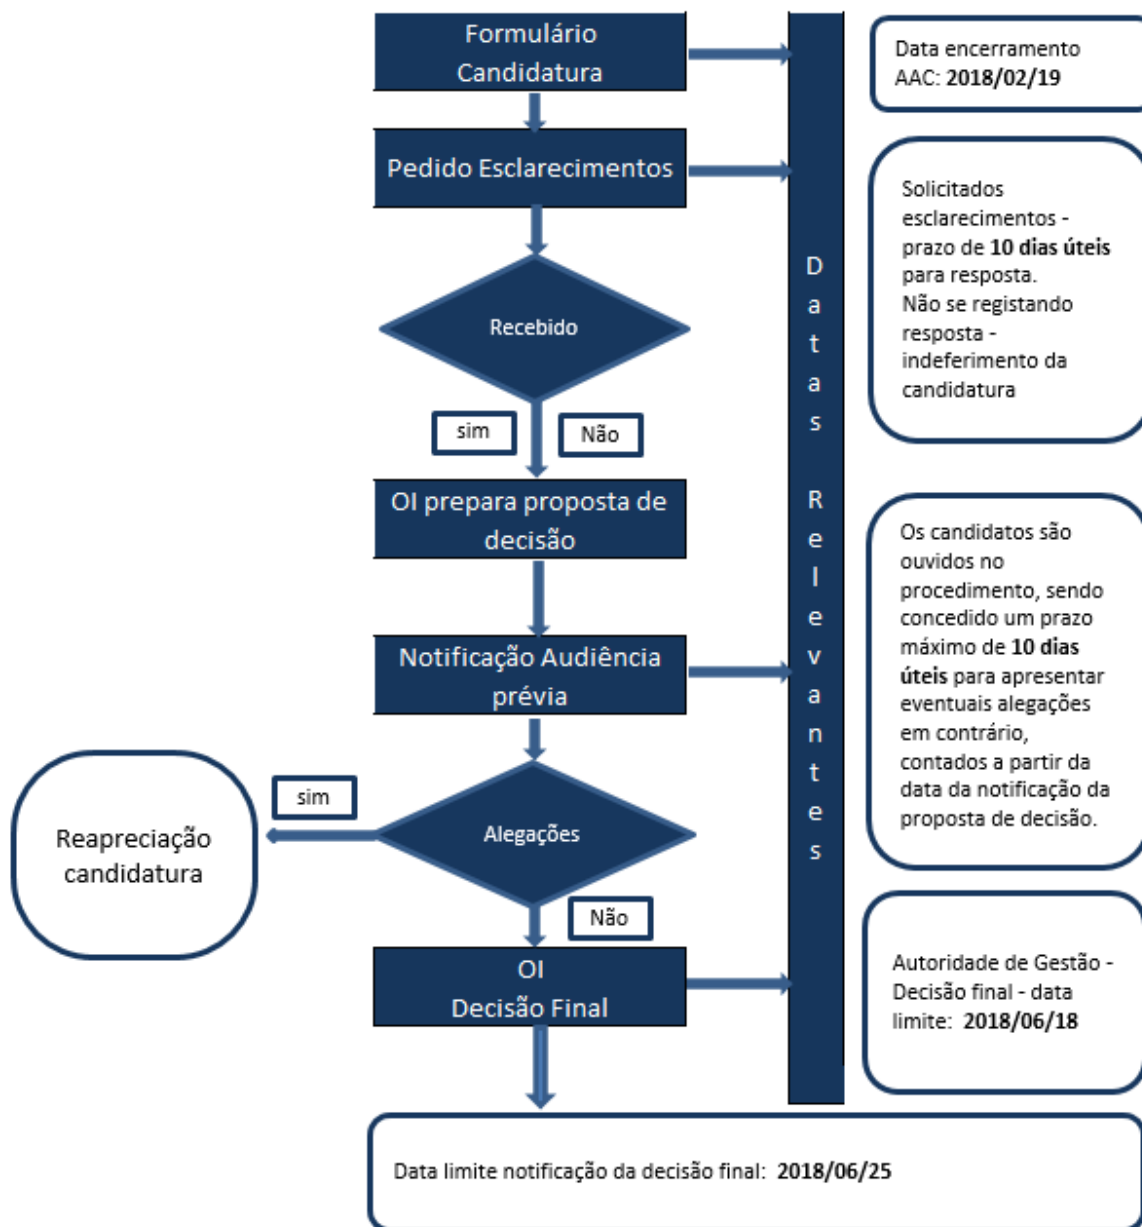 Formulário
Candidatura
Data encerramento
AAC: 2018/02/19
Pedido Esclarecimentos
Solicitados
esclarecimentos -
prazo de 10 dias úteis
para resposta.
Não se registando
resposta -
indeferimento da
candidatura
Recebido
sim
Não
Datas Relevantes
OI prepara proposta de
decisão
Os candidatos são
ouvidos no
procedimento, sendo
concedido um prazo
máximo de 10 dias
úteis para apresentar
eventuais alegações
em contrário,
contados a partir da
data da notificação da
proposta de decisão.
Notificação Audiência
prévia
Alegações
sim
Reapreciação
candidatura
Não
OI
Decisão Final
Autoridade de Gestão -
Decisão final - data
limite: 2018/06/18
Data limite notificação da decisão final: 2018/06/25